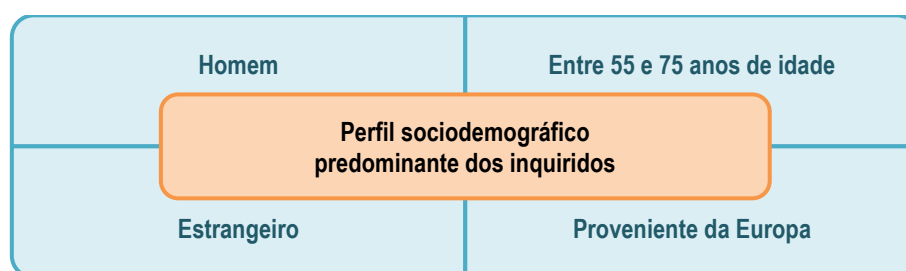 Homem
Entre 55 e 75 anos de idade
Perfil sociodemográfico
predominante dos inquiridos
Estrangeiro
Proveniente da Europa